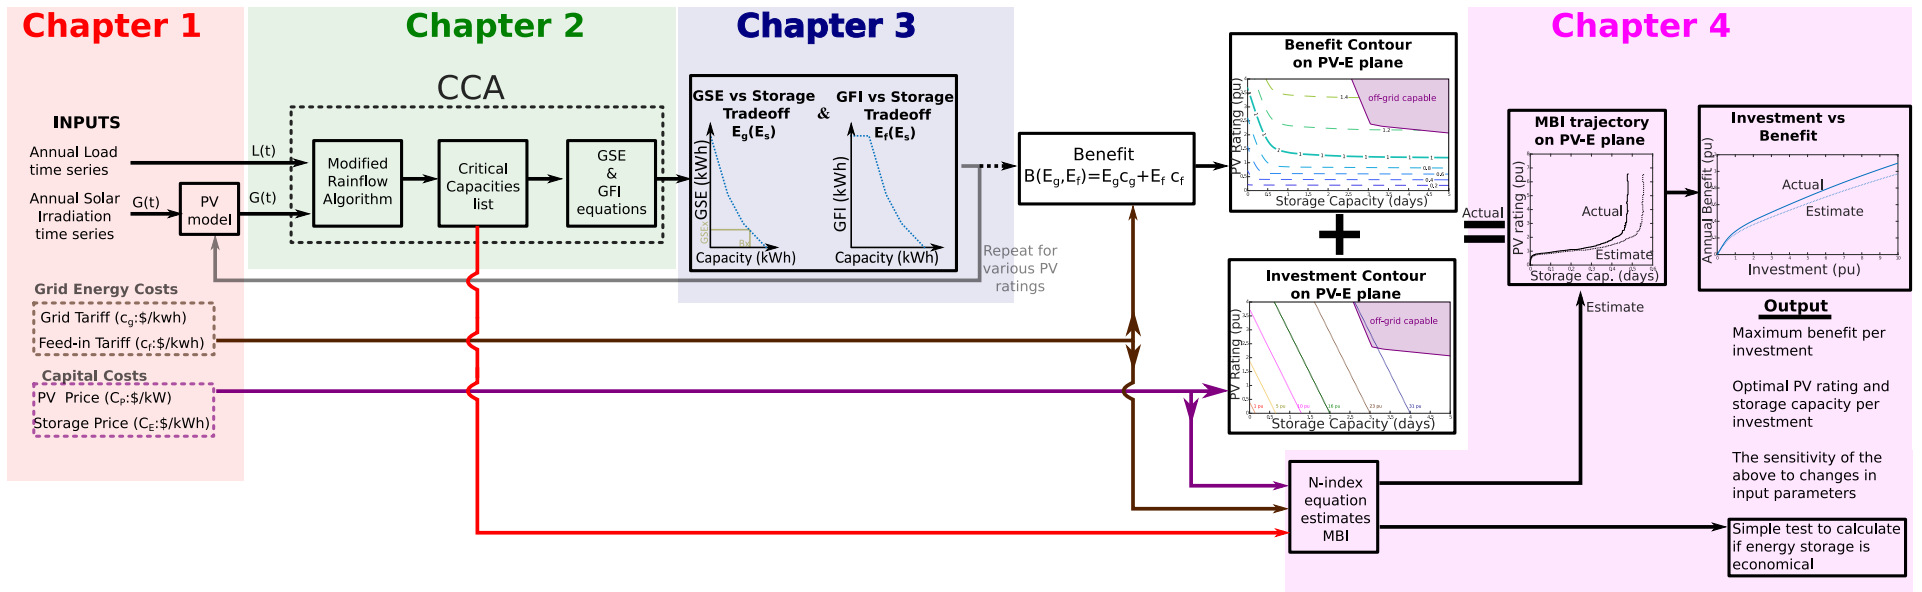 Chapter 1
Chapter 2
Chapter 3
Chapter 4
INPUTS
Annual Load
time series
Annual Solar
Irradiation
time series
L(t)
G(t)
PV
model
G(t)
CCA
Modified
Rainflow
Algorithm
Critical
Capacities
list
GSE
&
GFI
equations
GSE vs Storage
Tradeoff
Eg(Es)
&
GFI vs Storage
Tradeoff
Ef(Es)
GSE (kWh)
Capacity (kWh)
GFI (kWh)
Capacity (kWh)
Repeat for
various PV
ratings
Benefit
B(Eg,Ef)=Egcg+Ef cf
Benefit Contour
on PV-E plane
off-grid capable
PV Rating (pu)
Storage Capacity (days)
Investment Contour
on PV-E plane
off-grid capable
PV Rating (pu)
Storage Capacity (days)
Actual
MBI trajectory
on PV-E plane
PV rating (pu)
Actual
Estimate
Storage cap. (days)
Estimate
Investment vs
Benefit
Annual Benefit (pu)
Actual
Estimate
Investment (pu)
Grid Energy Costs
Grid Tariff (cg:$/kwh)
Feed-in Tariff (cf:$/kwh)
Capital Costs
PV Price (CP:$/kW)
Storage Price (CE:$/kWh)
N-index
equation
estimates
MBI
Output
Maximum benefit per
investment
Optimal PV rating and
storage capacity per
investment
The sensitivity of the
above to changes in
input parameters
Simple test to calculate
if energy storage is
economical